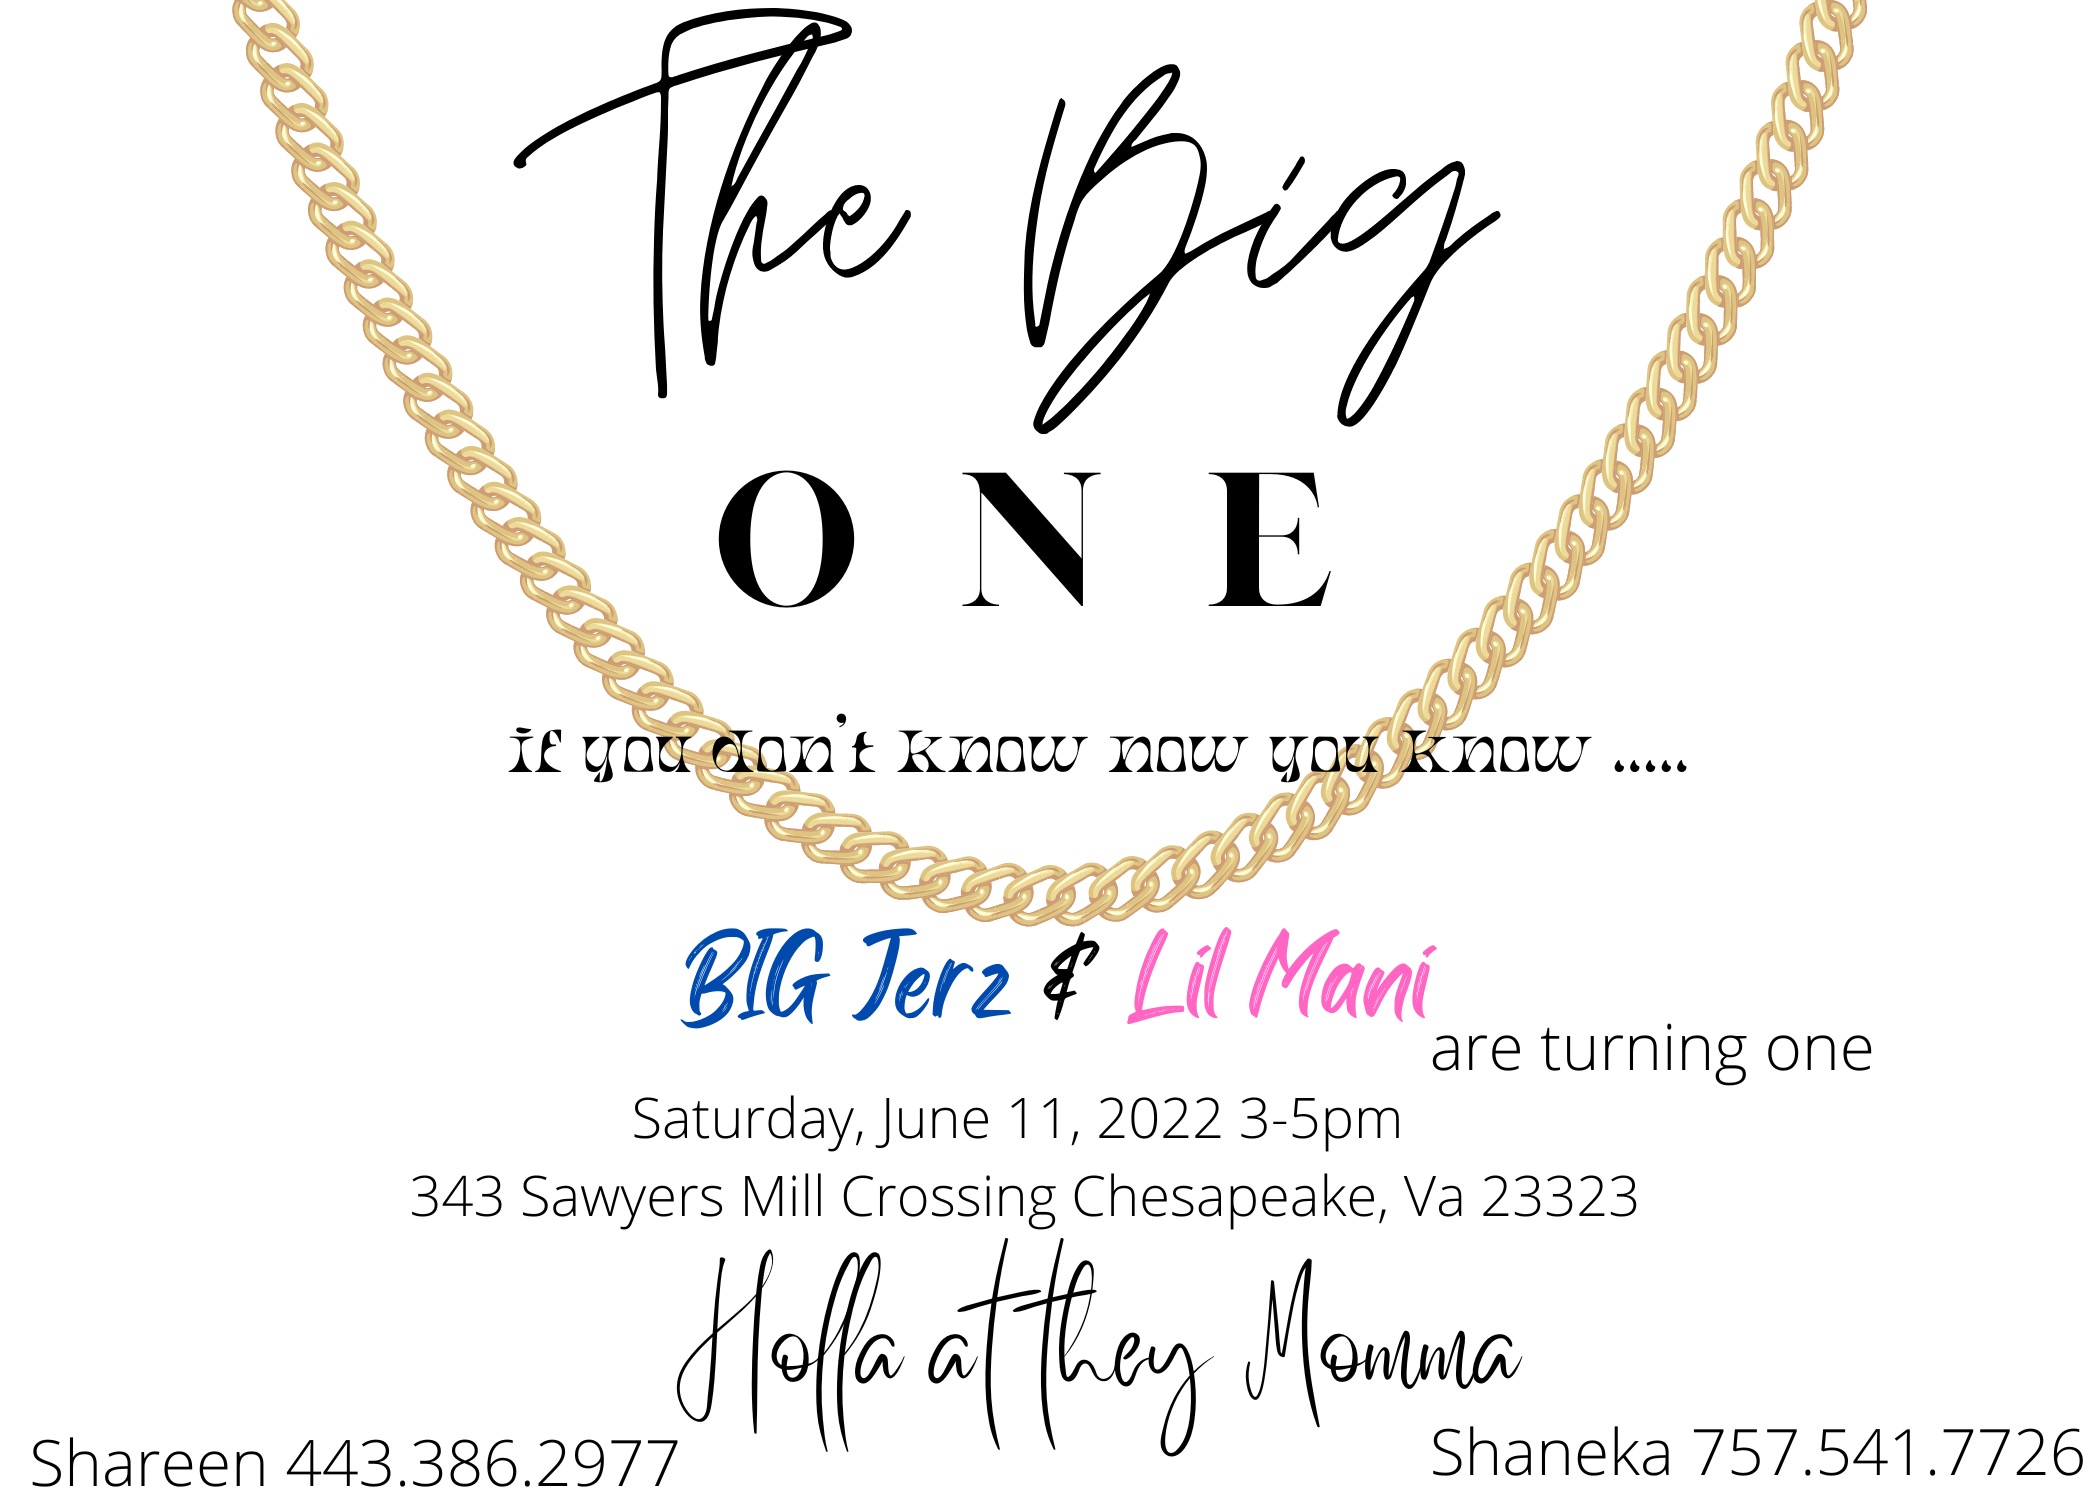 The Big
ONE
if you don't know now you know .....
BIG Jerz & Lil Mani
are turning one
Saturday, June 11, 2022 3-5pm
343 Sawyers Mill Crossing Chesapeake, Va 23323
Holla at they Momma
Shareen 443.386.2977
Shaneka 757.541.7726